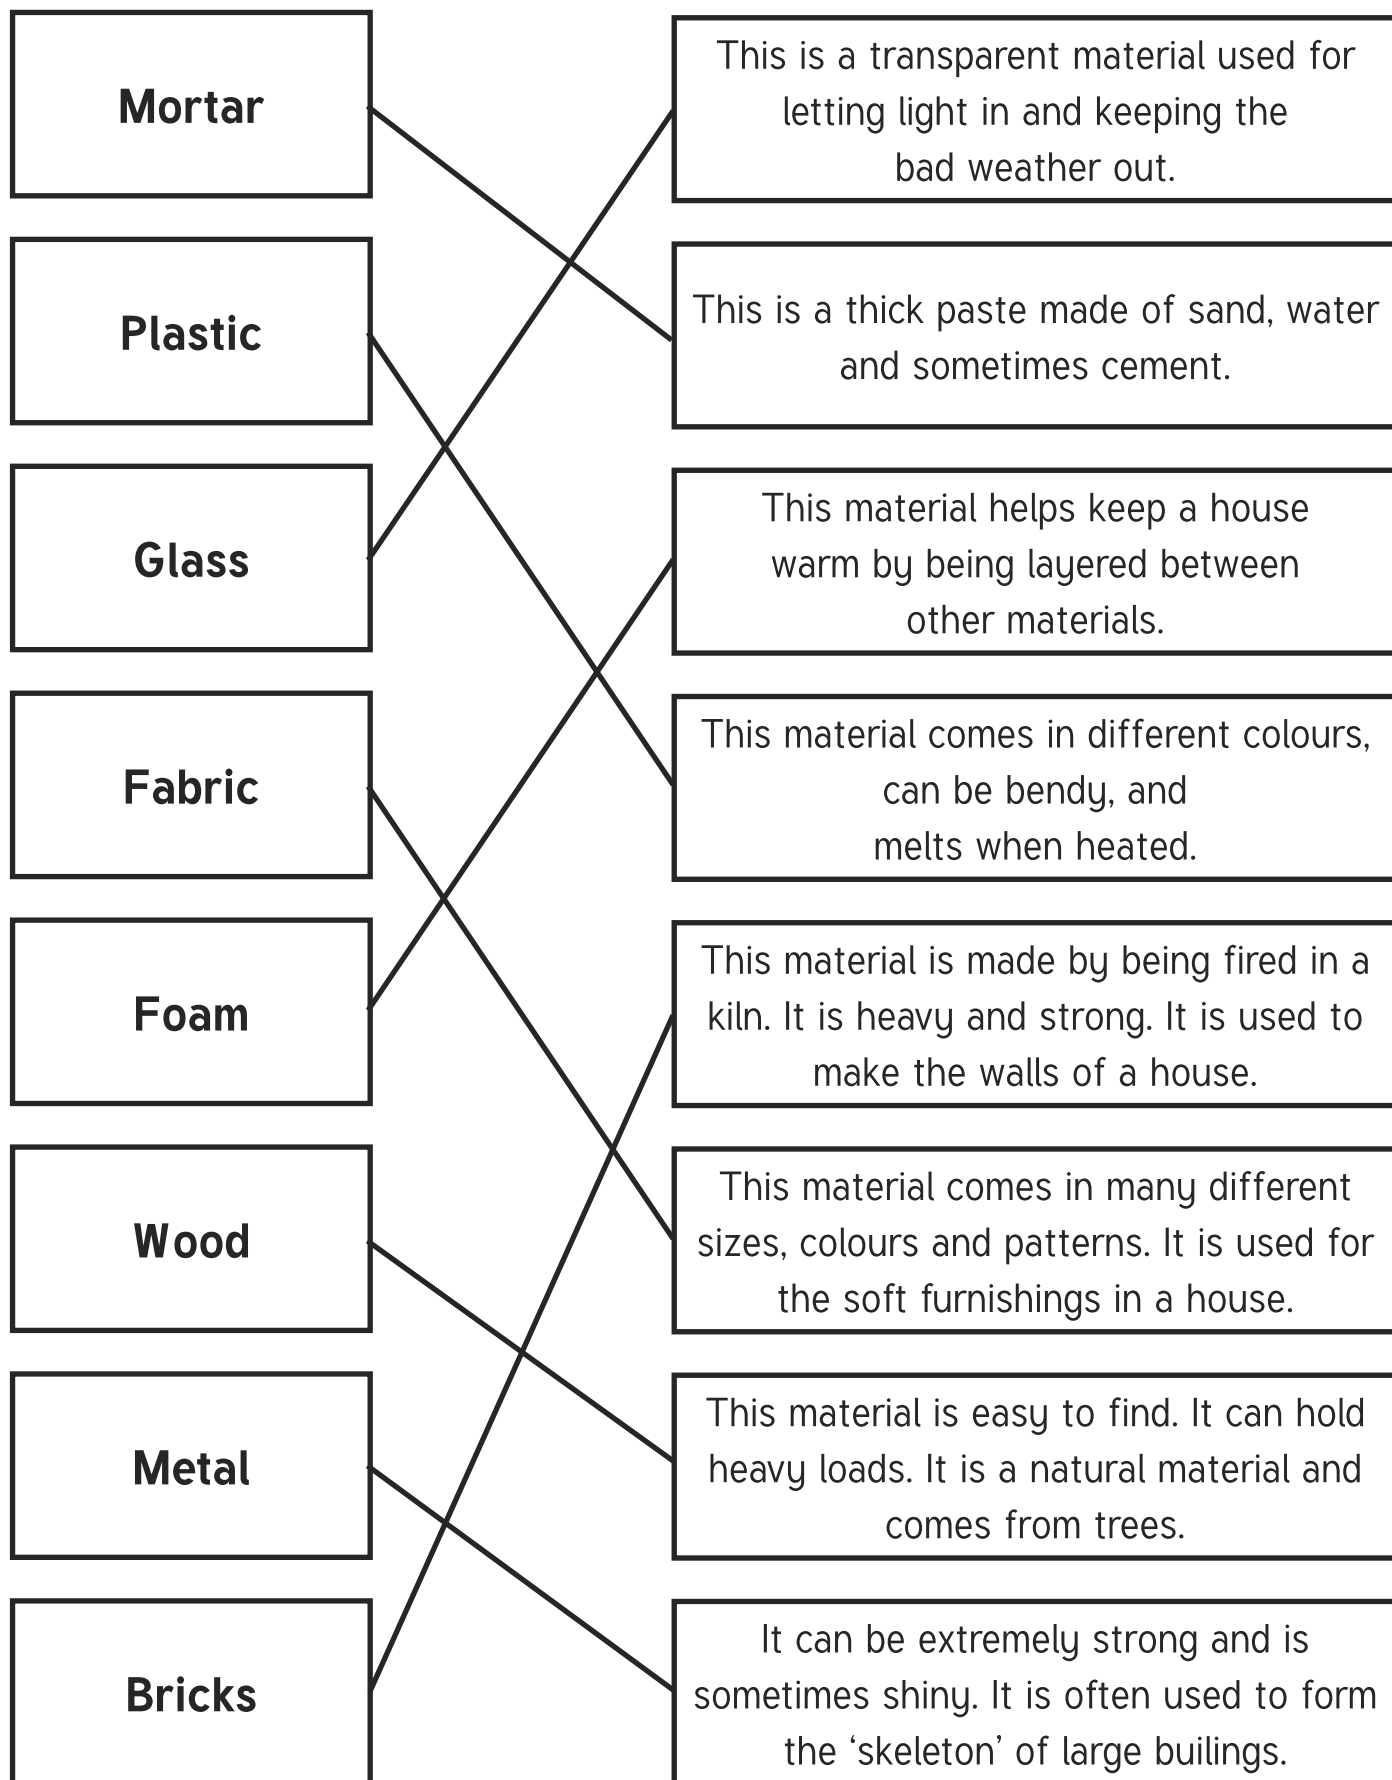 Mortar
This is a transparent material used for
letting light in and keeping the
bad weather out.
Plastic
This is a thick paste made of sand, water
and sometimes cement.
Glass
This material helps keep a house
warm by being layered between
other materials.
Fabric
This material comes in different colours,
can be bendy, and
melts when heated.
Foam
This material is made by being fired in a
kiln. It is heavy and strong. It is used to
make the walls of a house.
Wood
This material comes in many different
sizes, colours and patterns. It is used for
the soft furnishings in a house.
Metal
This material is easy to find. It can hold
heavy loads. It is a natural material and
comes from trees.
Bricks
It can be extremely strong and is
sometimes shiny. It is often used to form
the ‘skeleton’ of large builings.